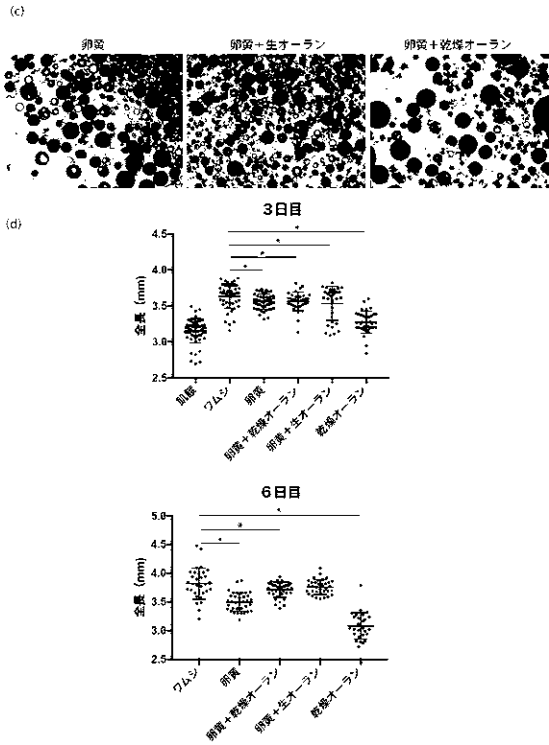 (c)
卵黄 卵黄＋生オーラン 卵黄＋乾燥オーラン
(d)
3日目
全長 (mm)
4.5
4.0
3.5
3.0
2.5
飢餓 ワムシ 卵黄 卵黄＋乾燥オーラン 卵黄＋生オーラン 乾燥オーラン
6日目
全長 (mm)
5.0
4.5
4.0
3.5
3.0
2.5
ワムシ 卵黄 卵黄＋乾燥オーラン 卵黄＋生オーラン 乾燥オーラン